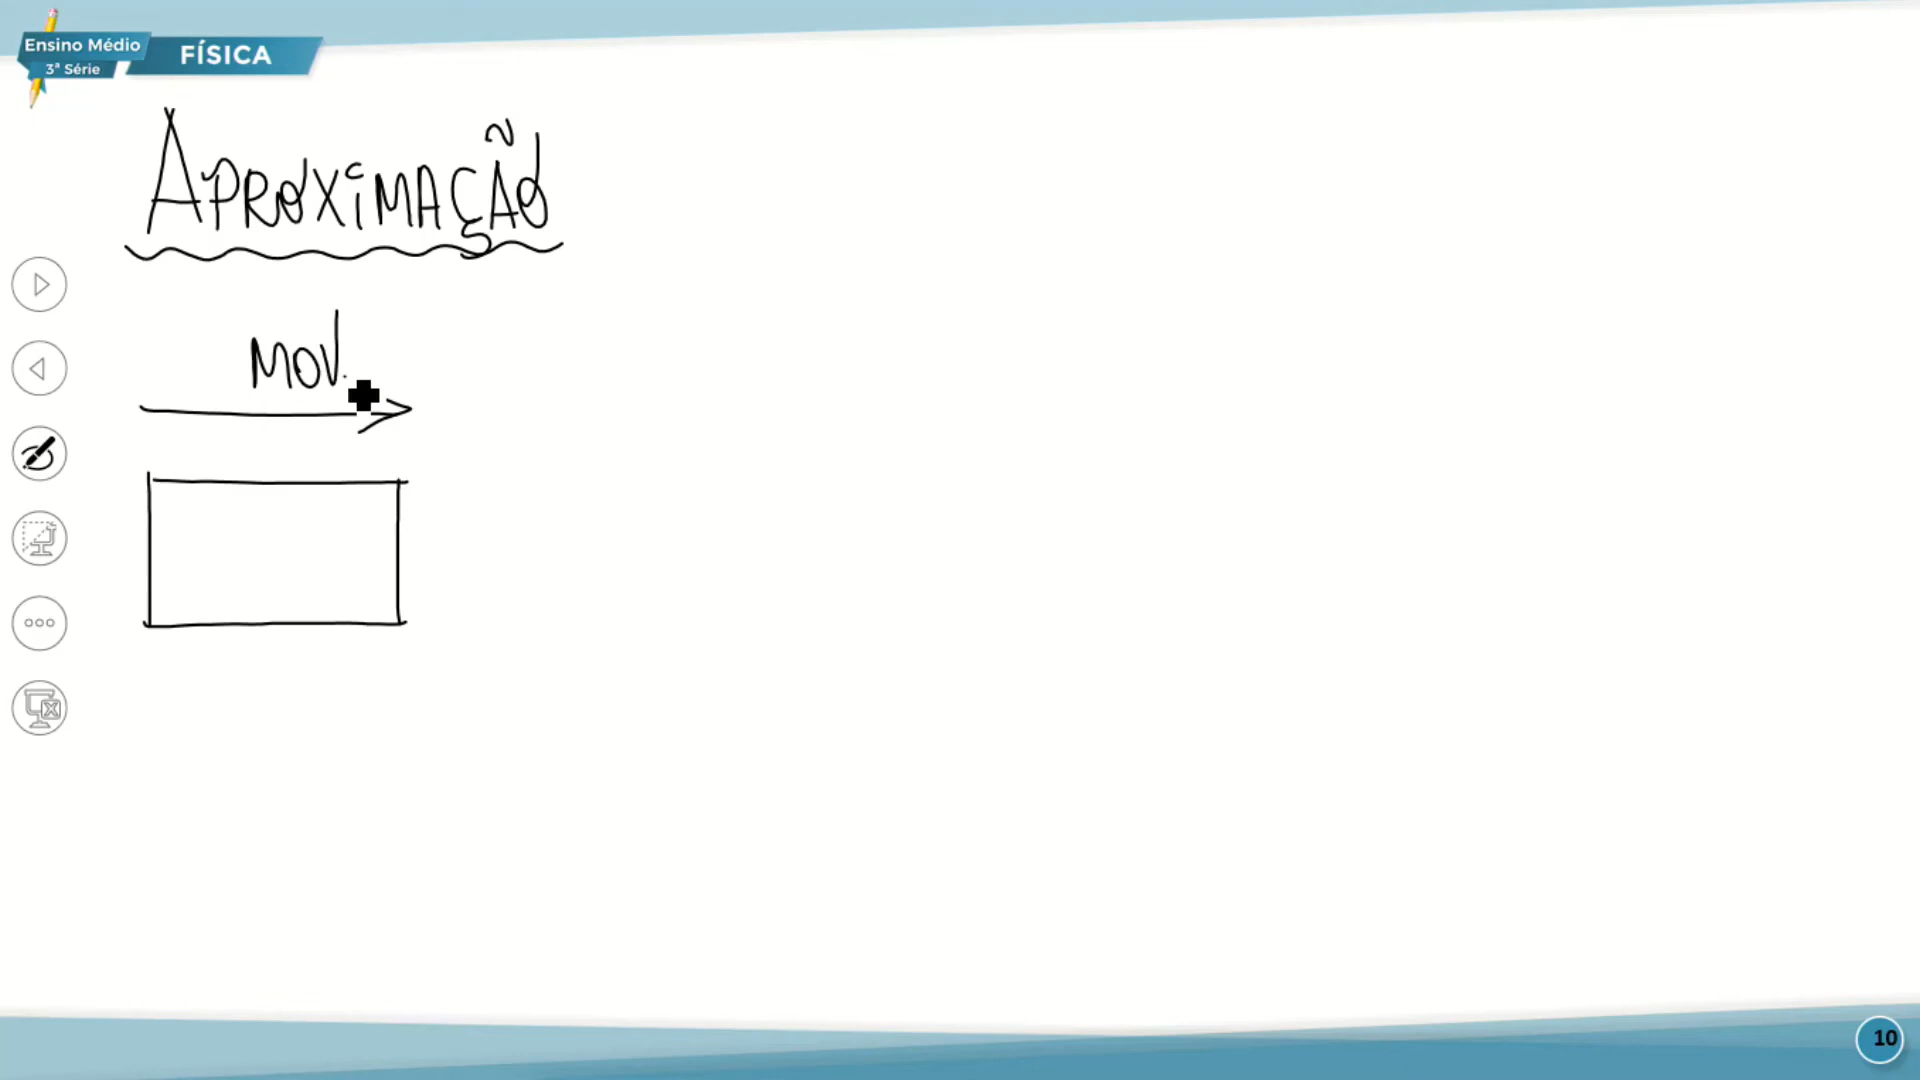 Ensino Médio
3ª Série
FÍSICA
APROXIMAÇÃO
MOV.
10